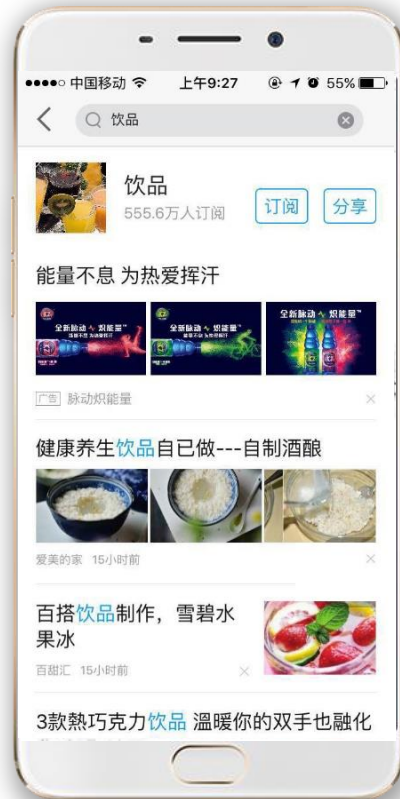 中国移动 上午9:27 55%
饮品
饮品
555.6万人订阅
订阅 分享
能量不息 为热爱挥汗
全新脉动 炽能量™
全新脉动 炽能量™
全新脉动 炽能量™
广告 脉动炽能量
健康养生饮品自已做---自制酒酿
爱美的家 15小时前
百搭饮品制作，雪碧水
果冰
百甜汇 15小时前
3款熱巧克力饮品 溫暖你的双手也融化